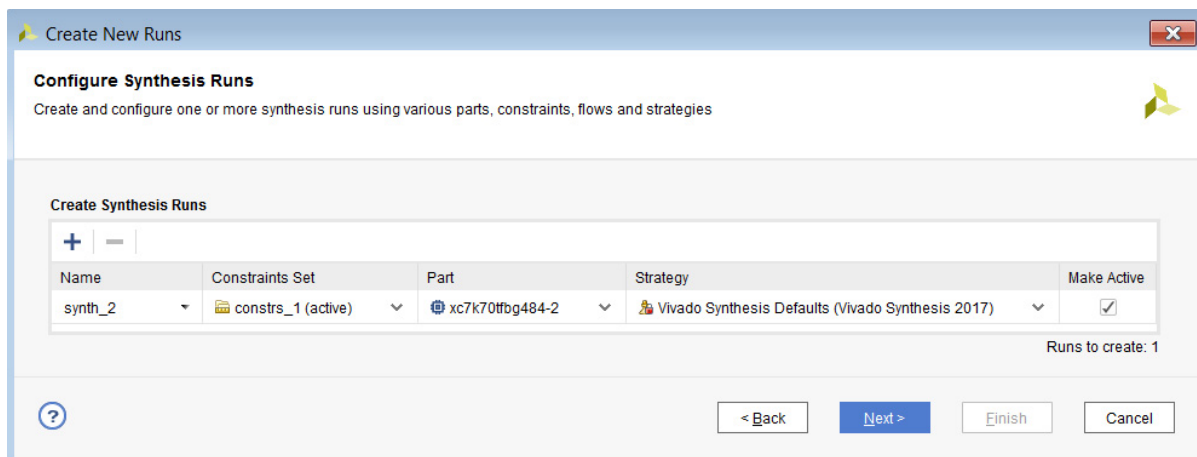 Create New Runs
Configure Synthesis Runs
Create and configure one or more synthesis runs using various parts, constraints, flows and strategies
Create Synthesis Runs
Name Constraints Set Part Strategy Make Active
synth_2 constrs_1 (active) xc7k70tfbg484-2 Vivado Synthesis Defaults (Vivado Synthesis 2017)
Runs to create: 1
? < Back Next > Finish Cancel